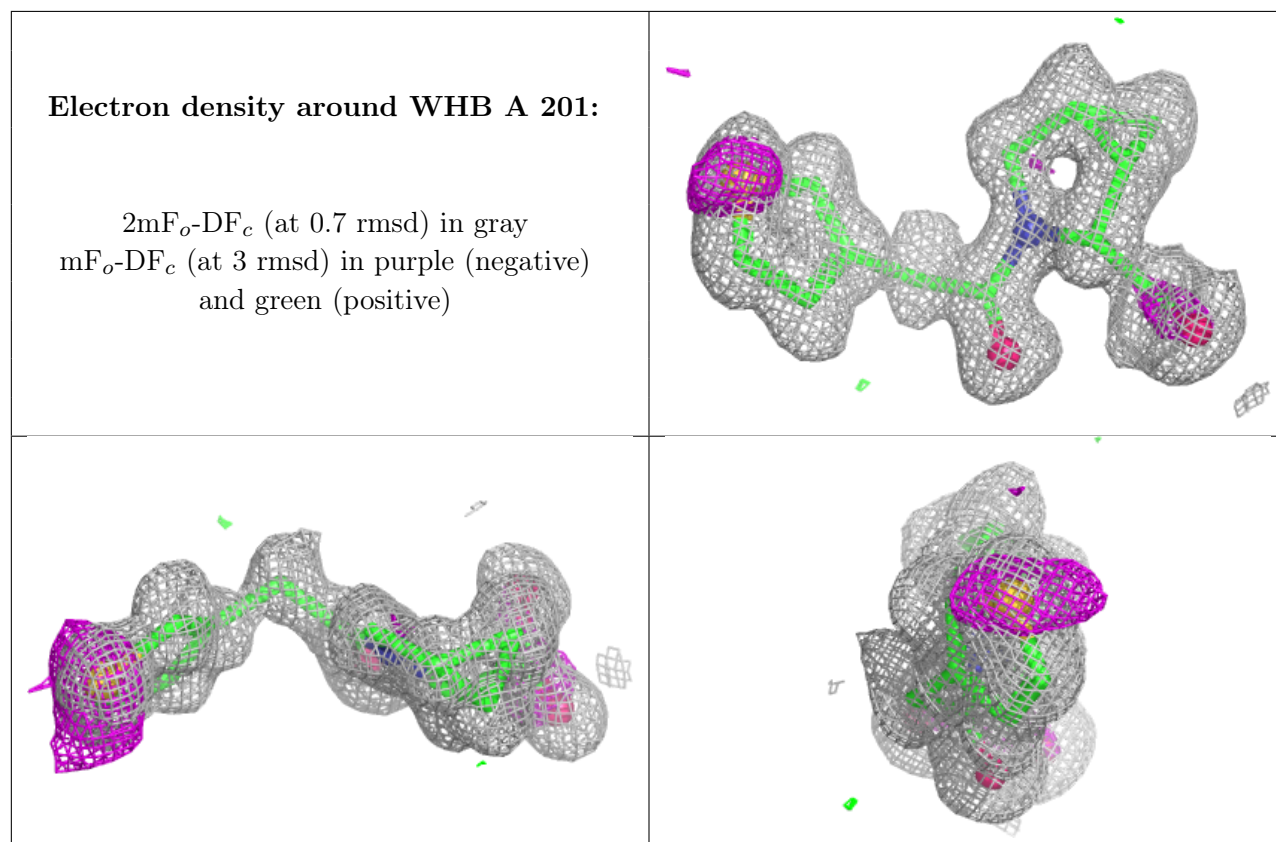 Electron density around WHB A 201:
2mFₒ-DF𝒸 (at 0.7 rmsd) in gray
mFₒ-DF𝒸 (at 3 rmsd) in purple (negative)
and green (positive)